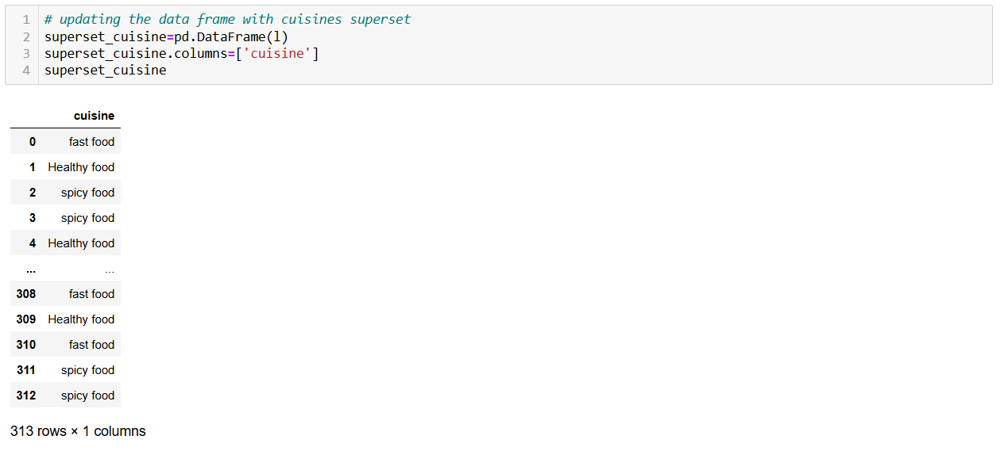 1 # updating the data frame with cuisines superset
2 superset_cuisine=pd.DataFrame(l)
3 superset_cuisine.columns=['cuisine']
4 superset_cuisine
cuisine
0 fast food
1 Healthy food
2 spicy food
3 spicy food
4 Healthy food
... ...
308 fast food
309 Healthy food
310 fast food
311 spicy food
312 spicy food
313 rows × 1 columns